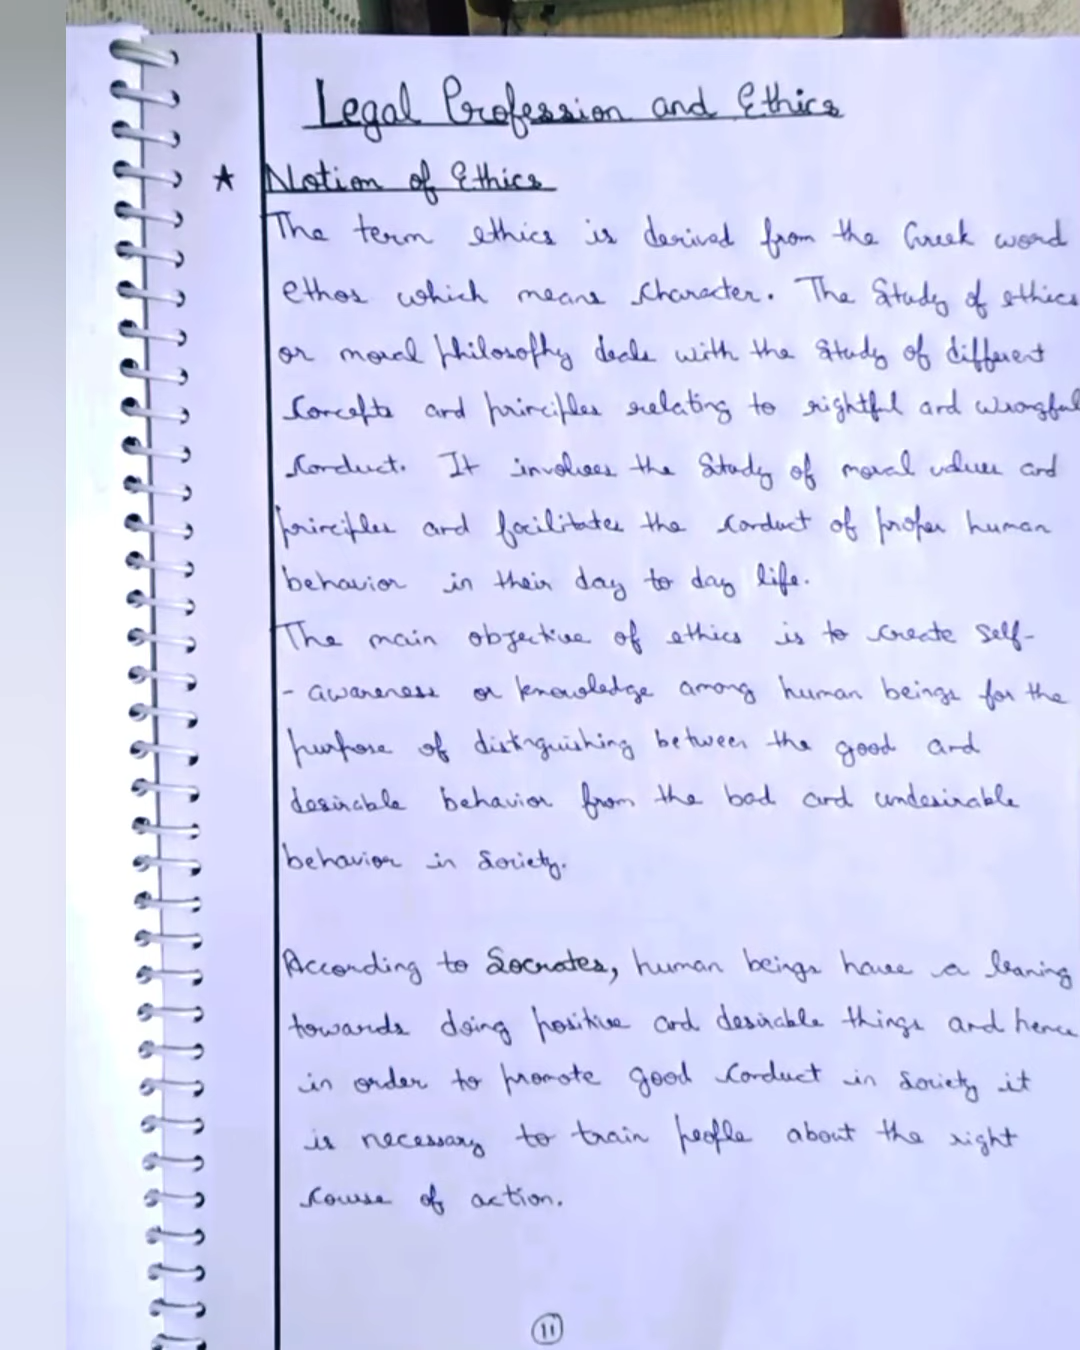 Legal Profession and Ethics
★ Notion of Ethics
The term ethics is derived from the Greek word
ethos which means character. The Study of ethics
or moral philosophy deals with the study of different
concepts and principles relating to rightful and wrongful
conduct. It involves the study of moral values and
principles and facilitates the conduct of proper human
behavior in their day to day life.
The main objective of ethics is to create self-
- awareness or knowledge among human beings for the
purpose of distinguishing between the good and
desirable behavior from the bad and undesirable
behavior in society.
According to Socrates, human beings have a leaning
towards doing positive and desirable things and hence
in order to promote good conduct in society it
is necessary to train people about the right
course of action.
11